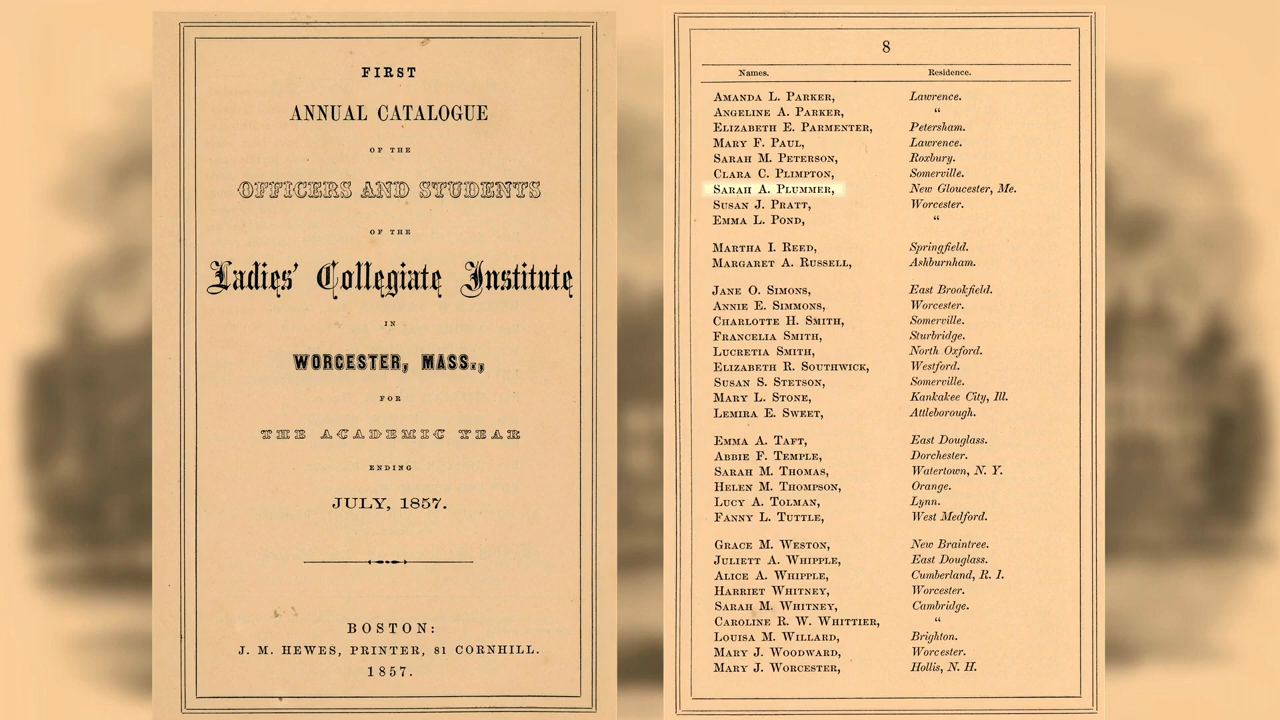 FIRST
ANNUAL CATALOGUE
OF THE
OFFICERS AND STUDENTS
OF THE
Ladies' Collegiate Institute
IN
WORCESTER, MASS.,
FOR
THE ACADEMIC YEAR
ENDING
JULY, 1857.
BOSTON:
J. M. HEWES, PRINTER, 81 CORNHILL.
1857.
8
Names. Residence.
AMANDA L. PARKER, Lawrence.
ANGELINE A. PARKER, "
ELIZABETH E. PARMENTER, Petersham.
MARY F. PAUL, Lawrence.
SARAH M. PETERSON, Roxbury.
CLARA C. PLIMPTON, Somerville.
SARAH A. PLUMMER, New Gloucester, Me.
SUSAN J. PRATT, Worcester.
EMMA L. POND, "
MARTHA I. REED, Springfield.
MARGARET A. RUSSELL, Ashburnham.
JANE O. SIMONS, East Brookfield.
ANNIE E. SIMMONS, Worcester.
CHARLOTTE H. SMITH, Somerville.
FRANCELIA SMITH, Sturbridge.
LUCRETIA SMITH, North Oxford.
ELIZABETH R. SOUTHWICK, Westford.
SUSAN S. STETSON, Somerville.
MARY L. STONE, Kankakee City, Ill.
LEMIRA E. SWEET, Attleborough.
EMMA A. TAFT, East Douglass.
ABBIE F. TEMPLE, Dorchester.
SARAH M. THOMAS, Watertown, N. Y.
HELEN M. THOMPSON, Orange.
LUCY A. TOLMAN, Lynn.
FANNY L. TUTTLE, West Medford.
GRACE M. WESTON, New Braintree.
JULIETT A. WHIPPLE, East Douglass.
ALICE A. WHIPPLE, Cumberland, R. I.
HARRIET WHITNEY, Worcester.
SARAH M. WHITNEY, Cambridge.
CAROLINE R. W. WHITTIER, "
LOUISA M. WILLARD, Brighton.
MARY J. WOODWARD, Worcester.
MARY J. WORCESTER, Hollis, N. H.